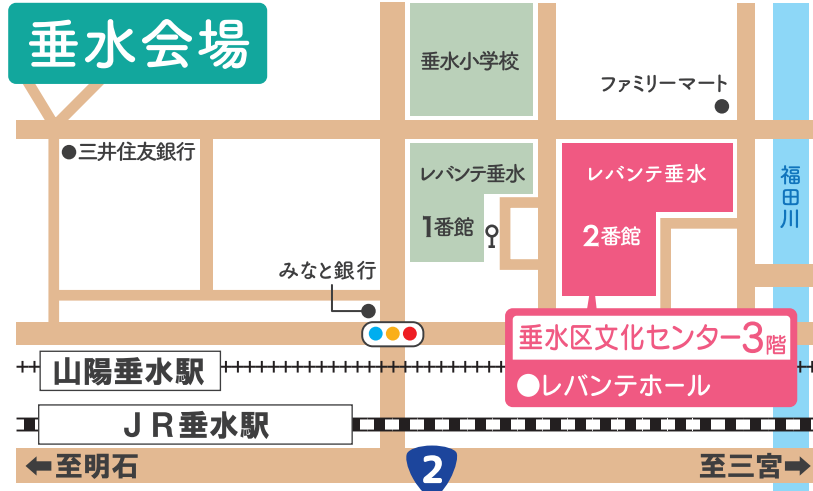 垂水会場
垂水小学校
ファミリーマート
三井住友銀行
レバンテ垂水
1番館
レバンテ垂水
2番館
福田川
みなと銀行
垂水区文化センター3階
●レバンテホール
山陽垂水駅
JR垂水駅
←至明石
2
至三宮→